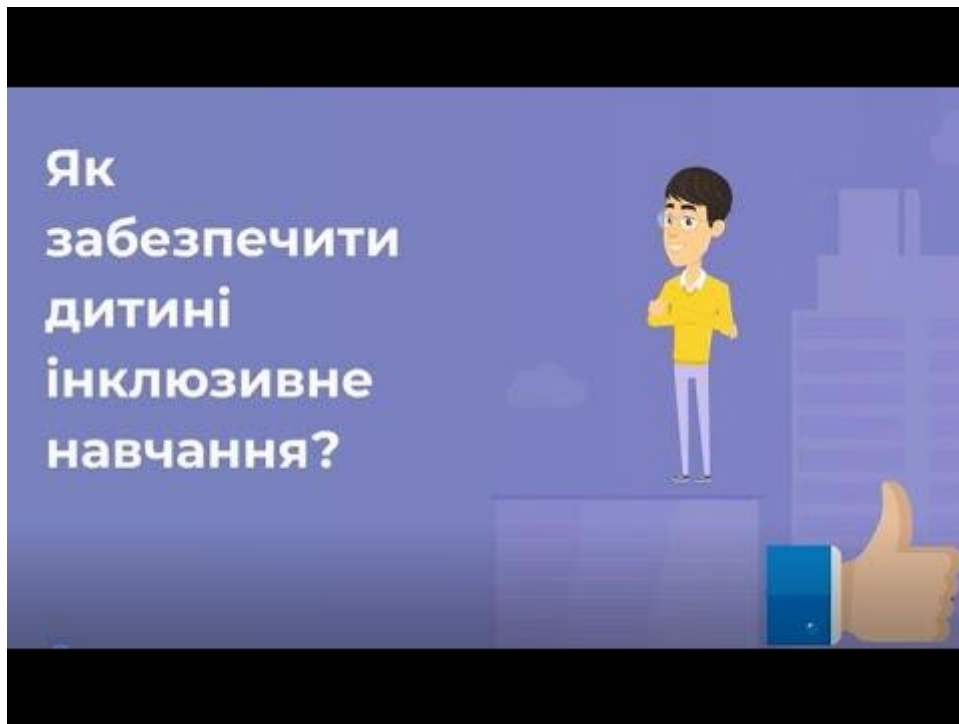 Як
забезпечити
дитині
інклюзивне
навчання?